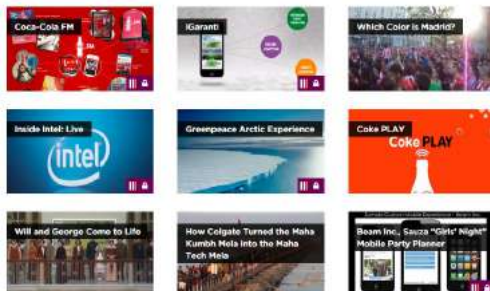 Coca-Cola FM
iGaranti
Which Color is Madrid?
Inside Intel: Live
(intel)
Greenpeace Arctic Experience
Coke PLAY
Coke PLAY
Will and George Come to Life
How Colgate Turned the Maha
Kumbh Mela into the Maha
Tech Mela
Beam Inc., Sauza "Girls' Night"
Mobile Party Planner